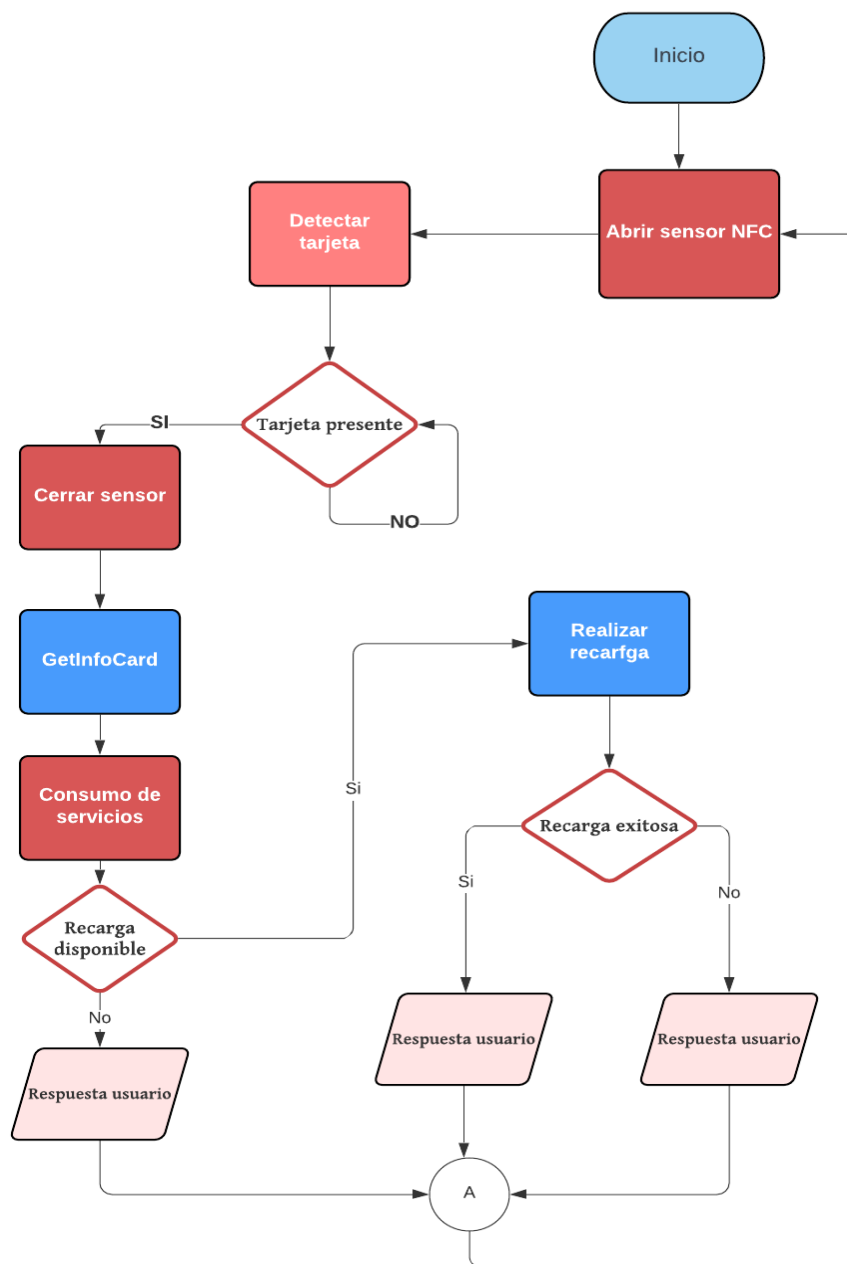 Inicio
Abrir sensor NFC
Detectar
tarjeta
Tarjeta presente
SI
NO
Cerrar sensor
GetInfoCard
Consumo de
servicios
Recarga
disponible
Si
No
Respuesta usuario
Realizar
recarfga
Recarga exitosa
Si
No
Respuesta usuario
Respuesta usuario
A